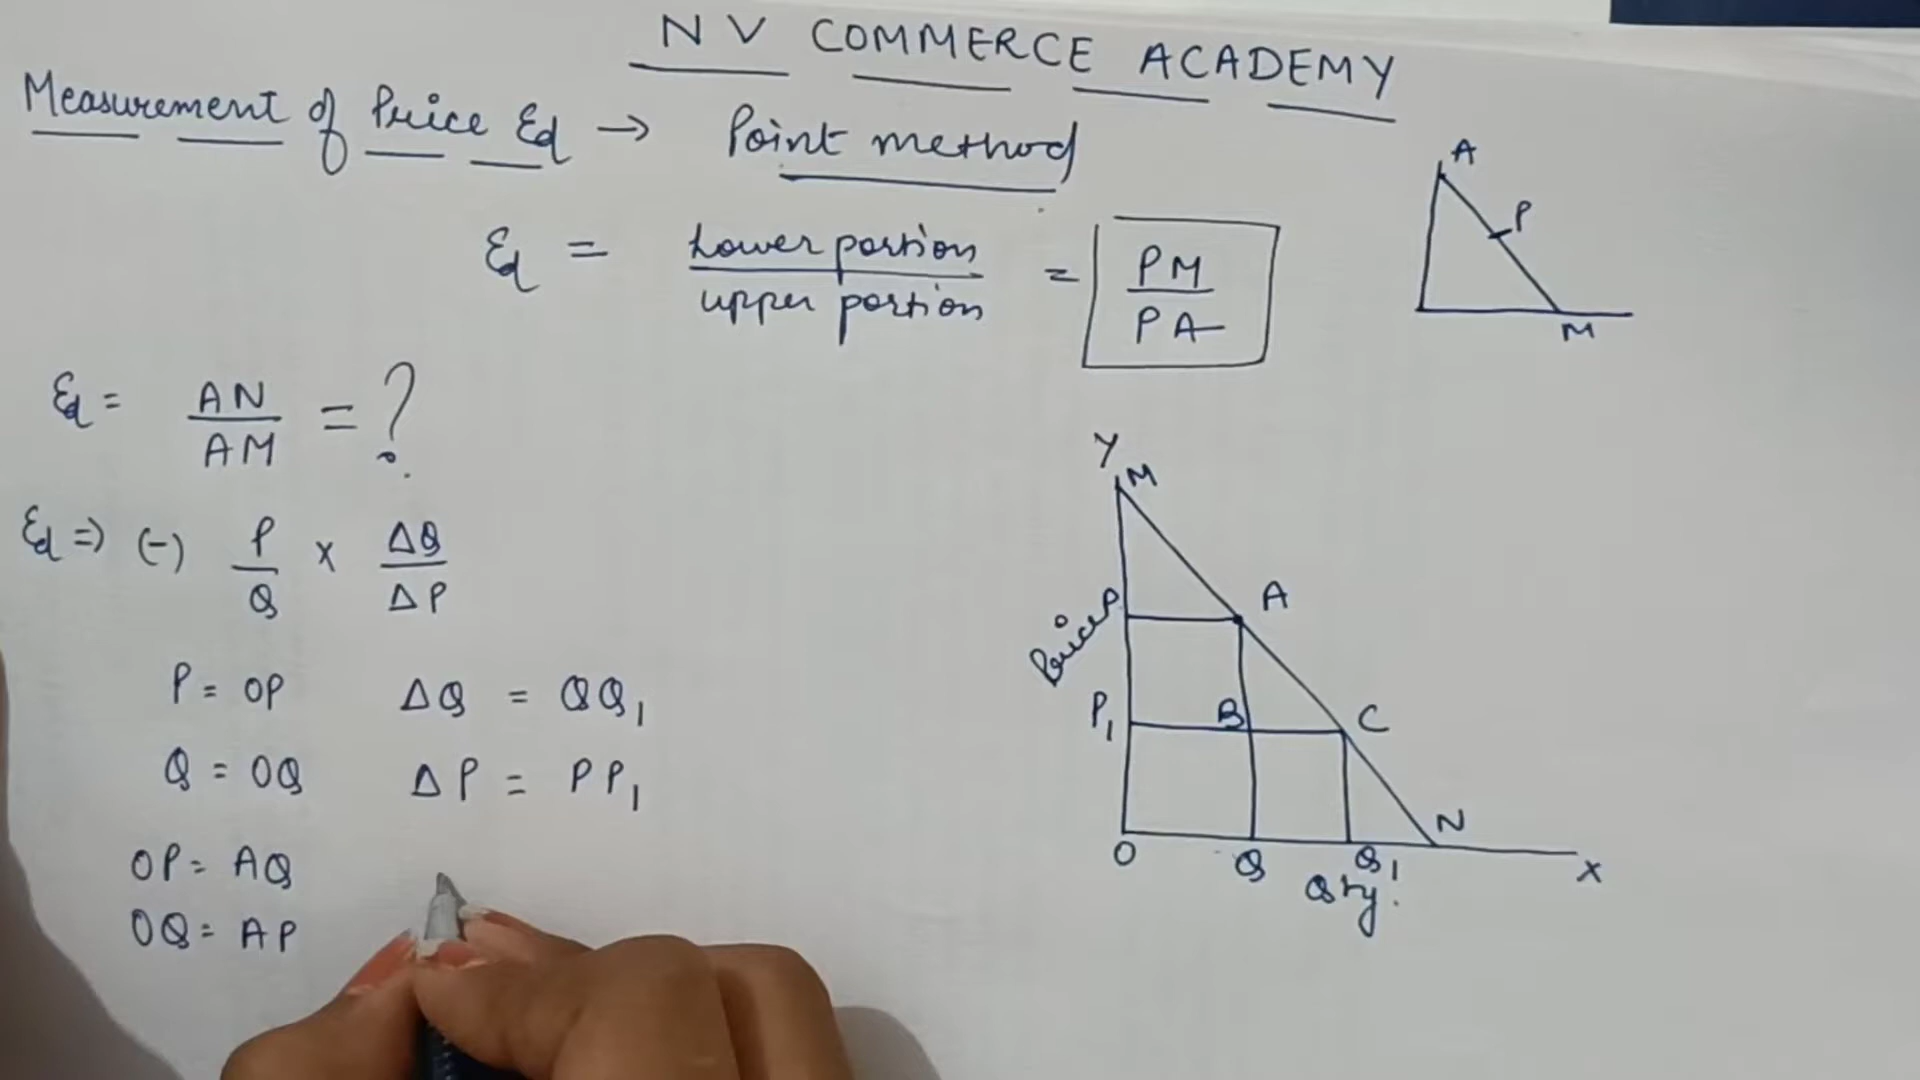 NV COMMERCE ACADEMY
Measurement of Price Ed → Point method
Ed = Lower portion / upper portion = PM / PA
A
P
M
Ed = AN / AM = ?
Ed ⇒ (-) P / Q × ΔQ / ΔP
P = OP ΔQ = QQ1
Q = OQ ΔP = PP1
OP = AQ
OQ = AP
Y
M
Price
P
A
P1
B
C
N
O
Q
Q1
X
Qty.